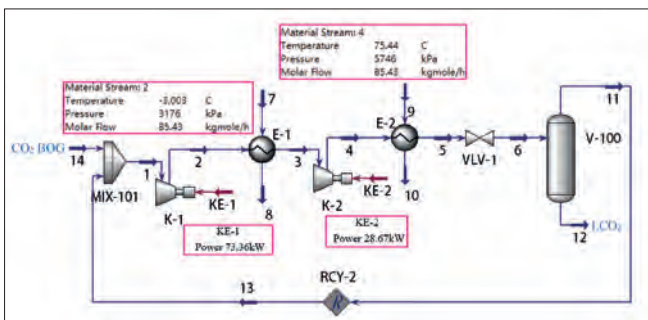 Material Stream: 4
Temperature 75.44 C
Pressure 5746 kPa
Molar Flow 85.43 kgmole/h
Material Stream: 2
Temperature -3.003 C
Pressure 3176 kPa
Molar Flow 85.43 kgmole/h
7
9
11
E-1
E-2
V-100
CO₂ BOG
14
1
2
3
4
5
6
VLV-1
MIX-101
K-1
KE-1
8
K-2
KE-2
10
12
LCO₂
KE-1
Power 73.36kW
KE-2
Power 28.67kW
13
RCY-2
R